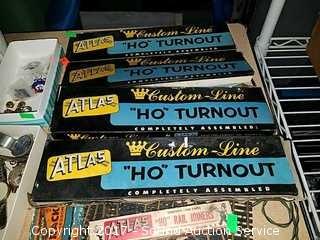 ATLAS Custom-Line
"HO" TURNOUT
ATLAS Custom-Line
"HO" TURNOUT
ATLAS Custom-Line
"HO" TURNOUT
COMPLETELY ASSEMBLED!
ATLAS Custom-Line
"HO" TURNOUT
COMPLETELY ASSEMBLED
ATLAS "HO" RAIL JOINERS
Copyright 2017 Sound Auction Service